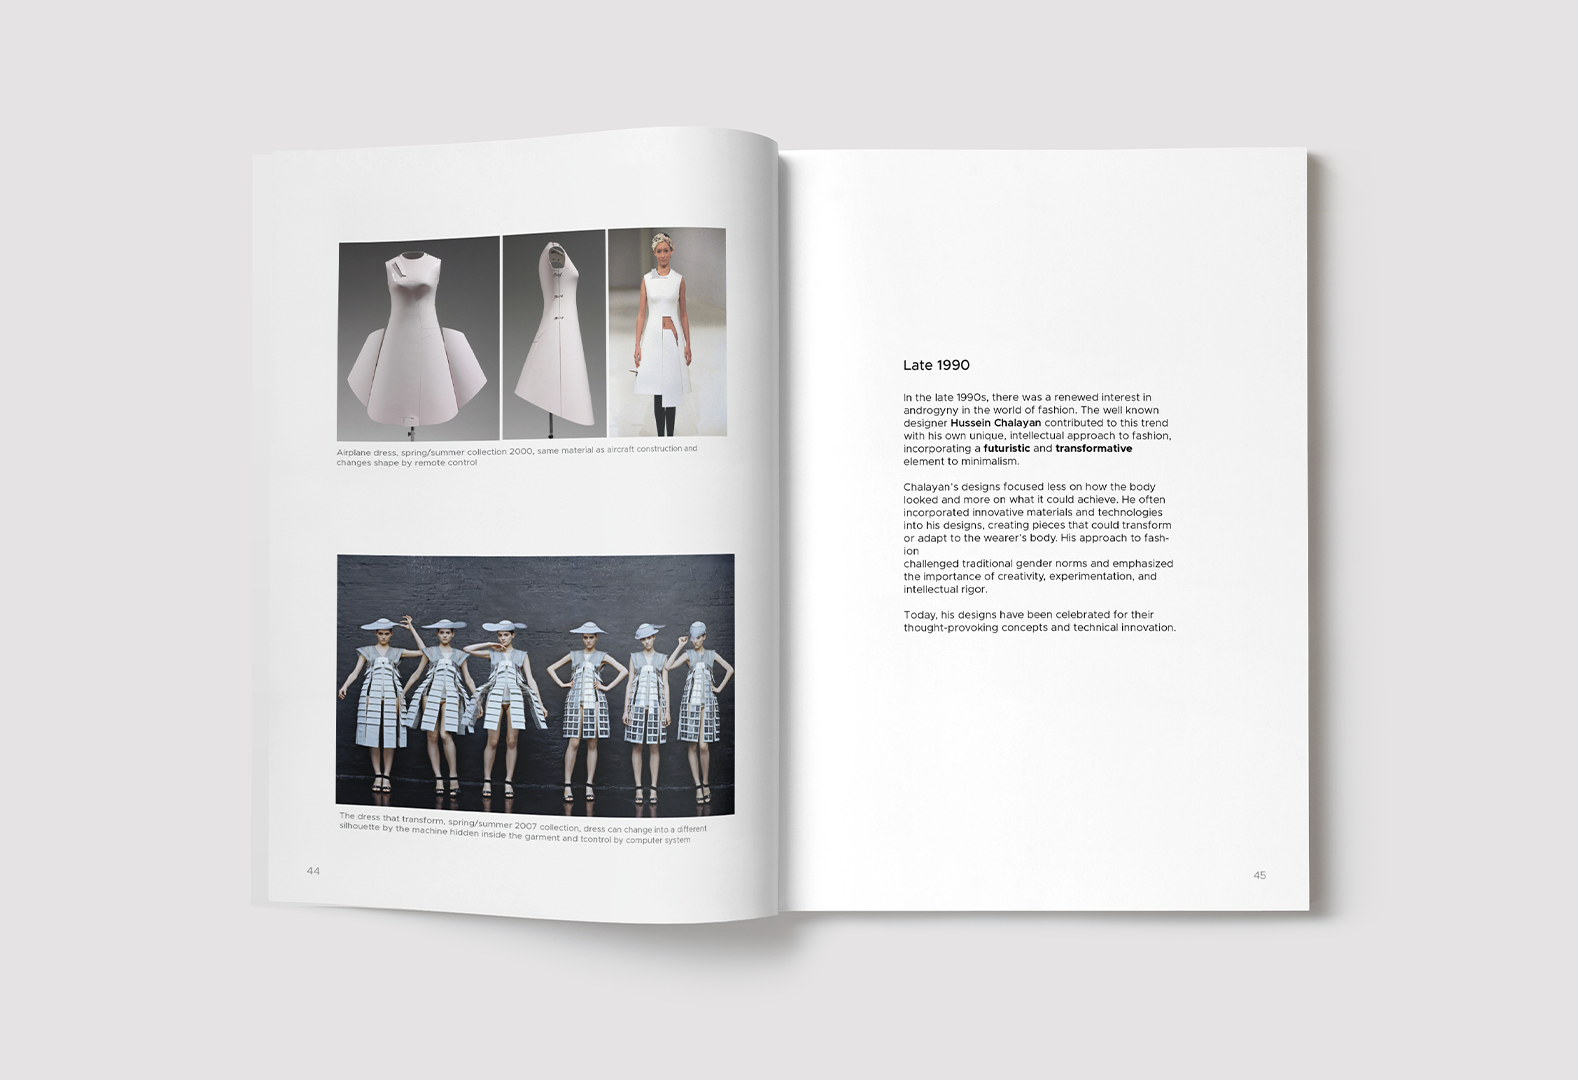 Airplane dress, spring/summer collection 2000, same material as aircraft construction and
changes shape by remote control
The dress that transform, spring/summer 2007 collection, dress can change into a different
silhouette by the machine hidden inside the garment and tcontrol by computer system
44
Late 1990
In the late 1990s, there was a renewed interest in
androgyny in the world of fashion. The well known
designer Hussein Chalayan contributed to this trend
with his own unique, intellectual approach to fashion,
incorporating a futuristic and transformative
element to minimalism.
Chalayan's designs focused less on how the body
looked and more on what it could achieve. He often
incorporated innovative materials and technologies
into his designs, creating pieces that could transform
or adapt to the wearer's body. His approach to fash-
ion
challenged traditional gender norms and emphasized
the importance of creativity, experimentation, and
intellectual rigor.
Today, his designs have been celebrated for their
thought-provoking concepts and technical innovation.
45